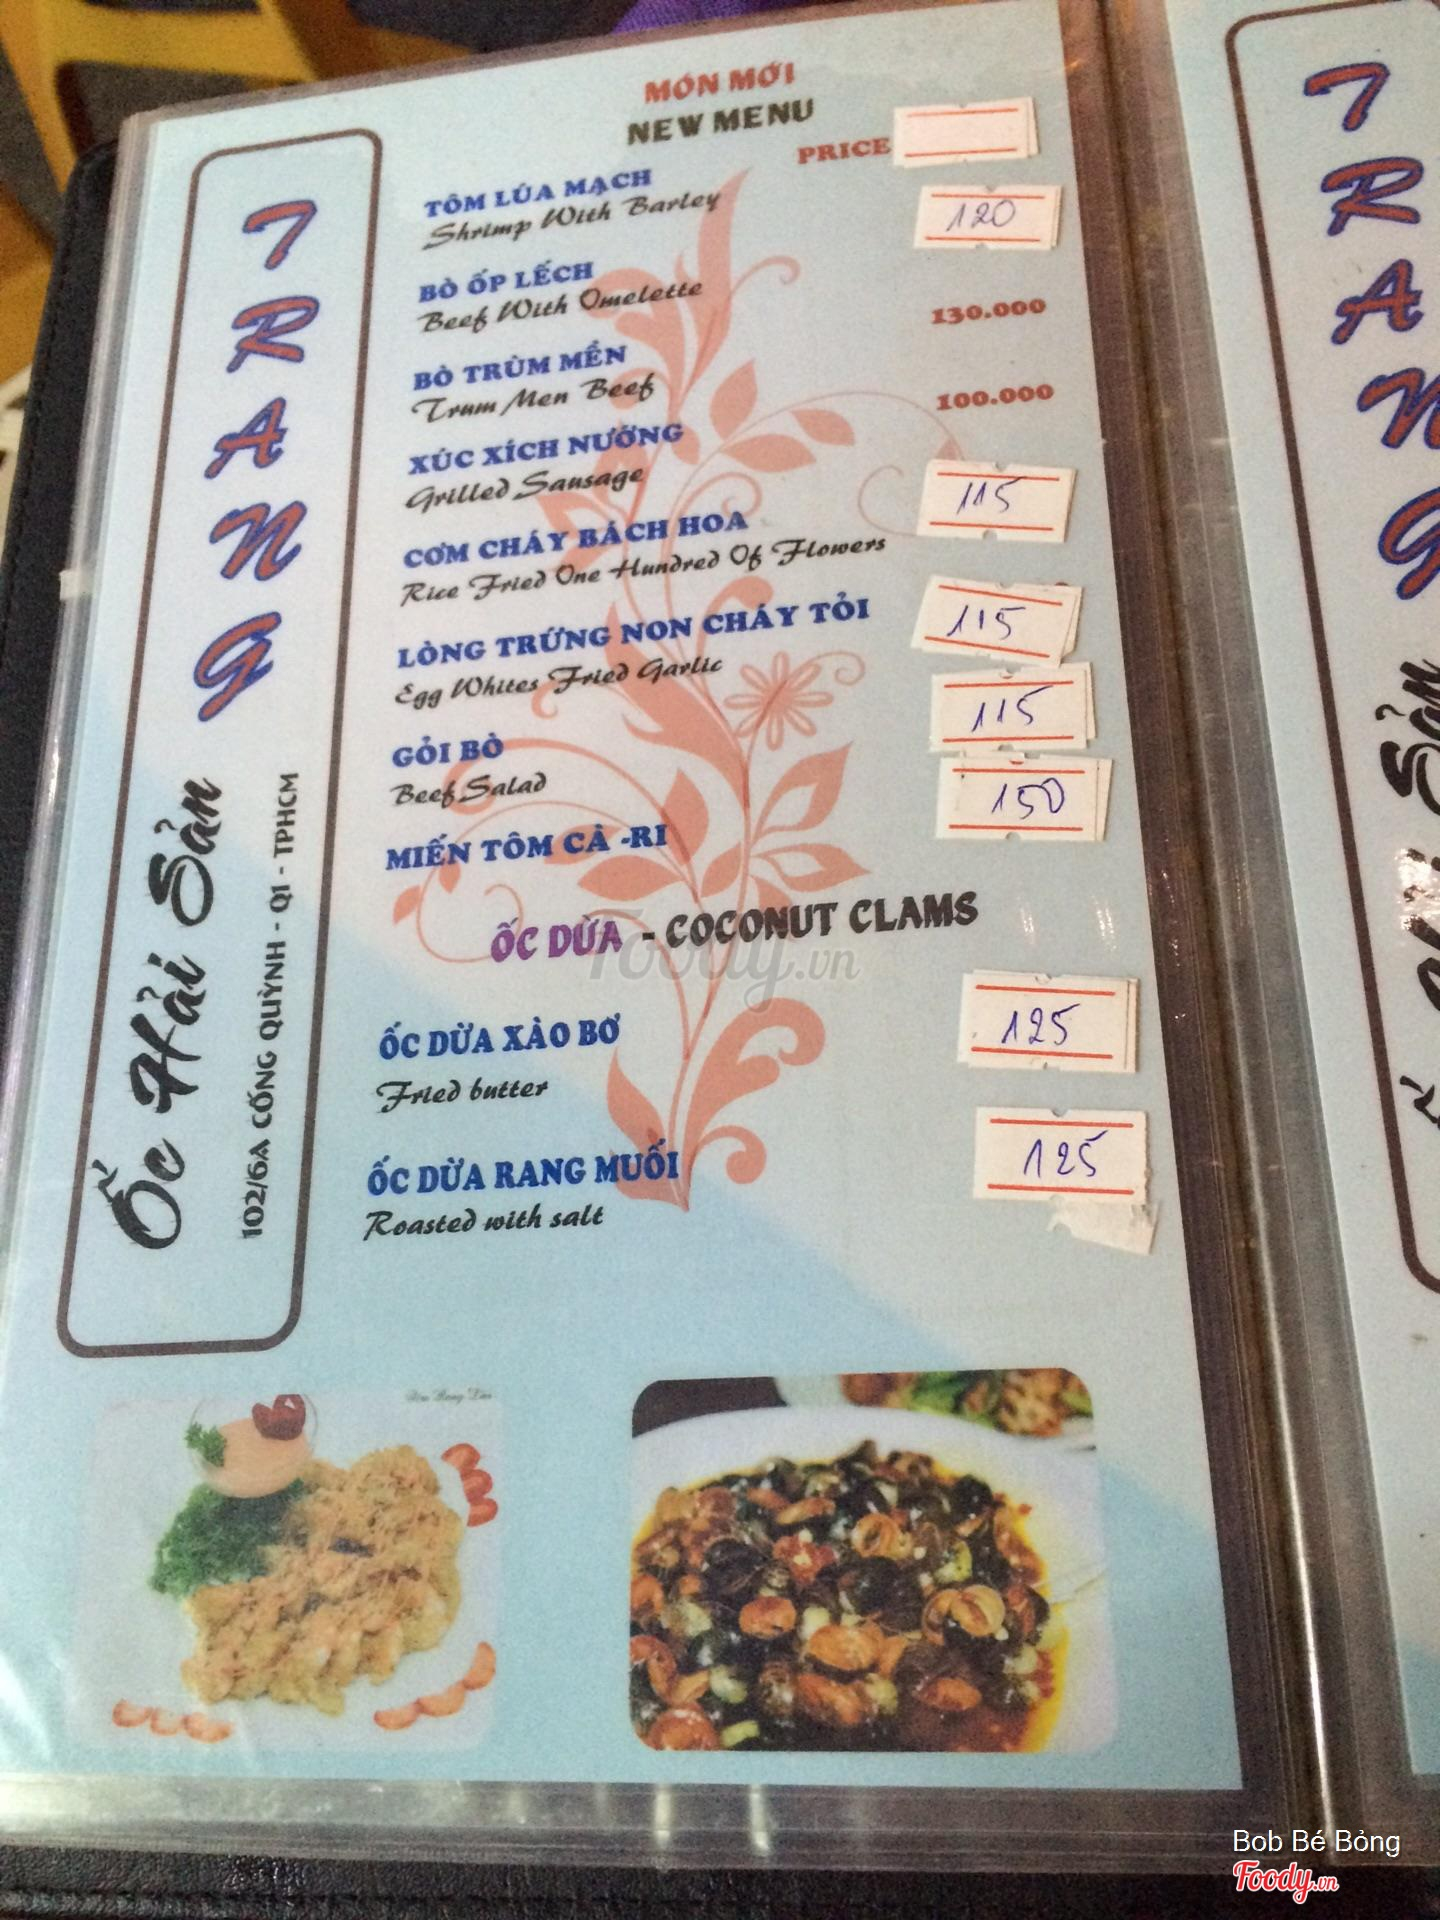 MÓN MỚI
NEW MENU
PRICE
TÔM LÚA MẠCH
Shrimp With Barley
120
BÒ ỐP LẾCH
Beef With Omelette
130.000
BÒ TRÙM MỀN
Trum Men Beef
100.000
XÚC XÍCH NƯỚNG
Grilled Sausage
115
CƠM CHÁY BÁCH HOA
Rice Fried One Hundred Of Flowers
115
LÒNG TRỨNG NON CHÁY TỎI
Egg Whites Fried Garlic
115
GỎI BÒ
Beef Salad
150
MIẾN TÔM CÀ -RI
ỐC DỪA - COCONUT CLAMS
ỐC DỪA XÀO BƠ
Fried butter
125
ỐC DỪA RANG MUỐI
Roasted with salt
125
TRANG
Ốc Hải Sản
102/6A CỐNG QUỲNH - Q1 - TPHCM
TRANG
Foody.vn
Bob Bé Bỏng
Foody.vn